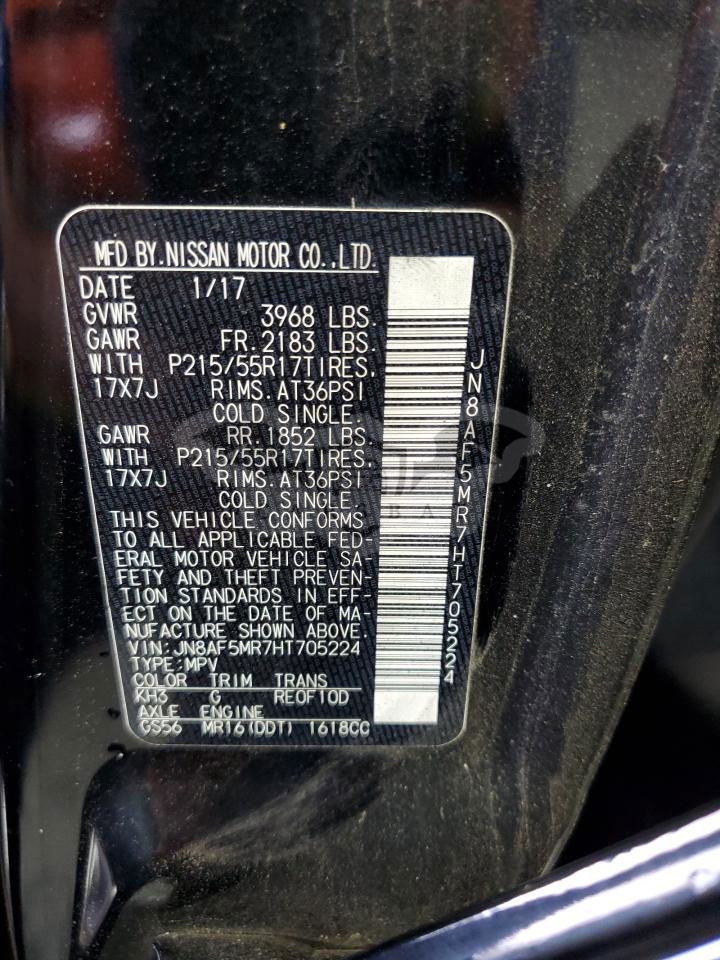 MFD BY.NISSAN MOTOR CO.,LTD.
DATE 1/17
GVWR 3968 LBS.
GAWR FR.2183 LBS.
WITH P215/55R17TIRES.
17X7J RIMS.AT36PSI
COLD SINGLE.
GAWR RR.1852 LBS.
WITH P215/55R17TIRES.
17X7J RIMS.AT36PSI
COLD SINGLE.
THIS VEHICLE CONFORMS
TO ALL APPLICABLE FED-
ERAL MOTOR VEHICLE SA-
FETY AND THEFT PREVEN-
TION STANDARDS IN EFF-
ECT ON THE DATE OF MA-
NUFACTURE SHOWN ABOVE.
VIN:JN8AF5MR7HT705224
TYPE:MPV
COLOR TRIM TRANS
KH3 G RE0F10D
AXLE ENGINE
GS56 MR16(DDT) 1618CC
JN8AF5MR7HT705224